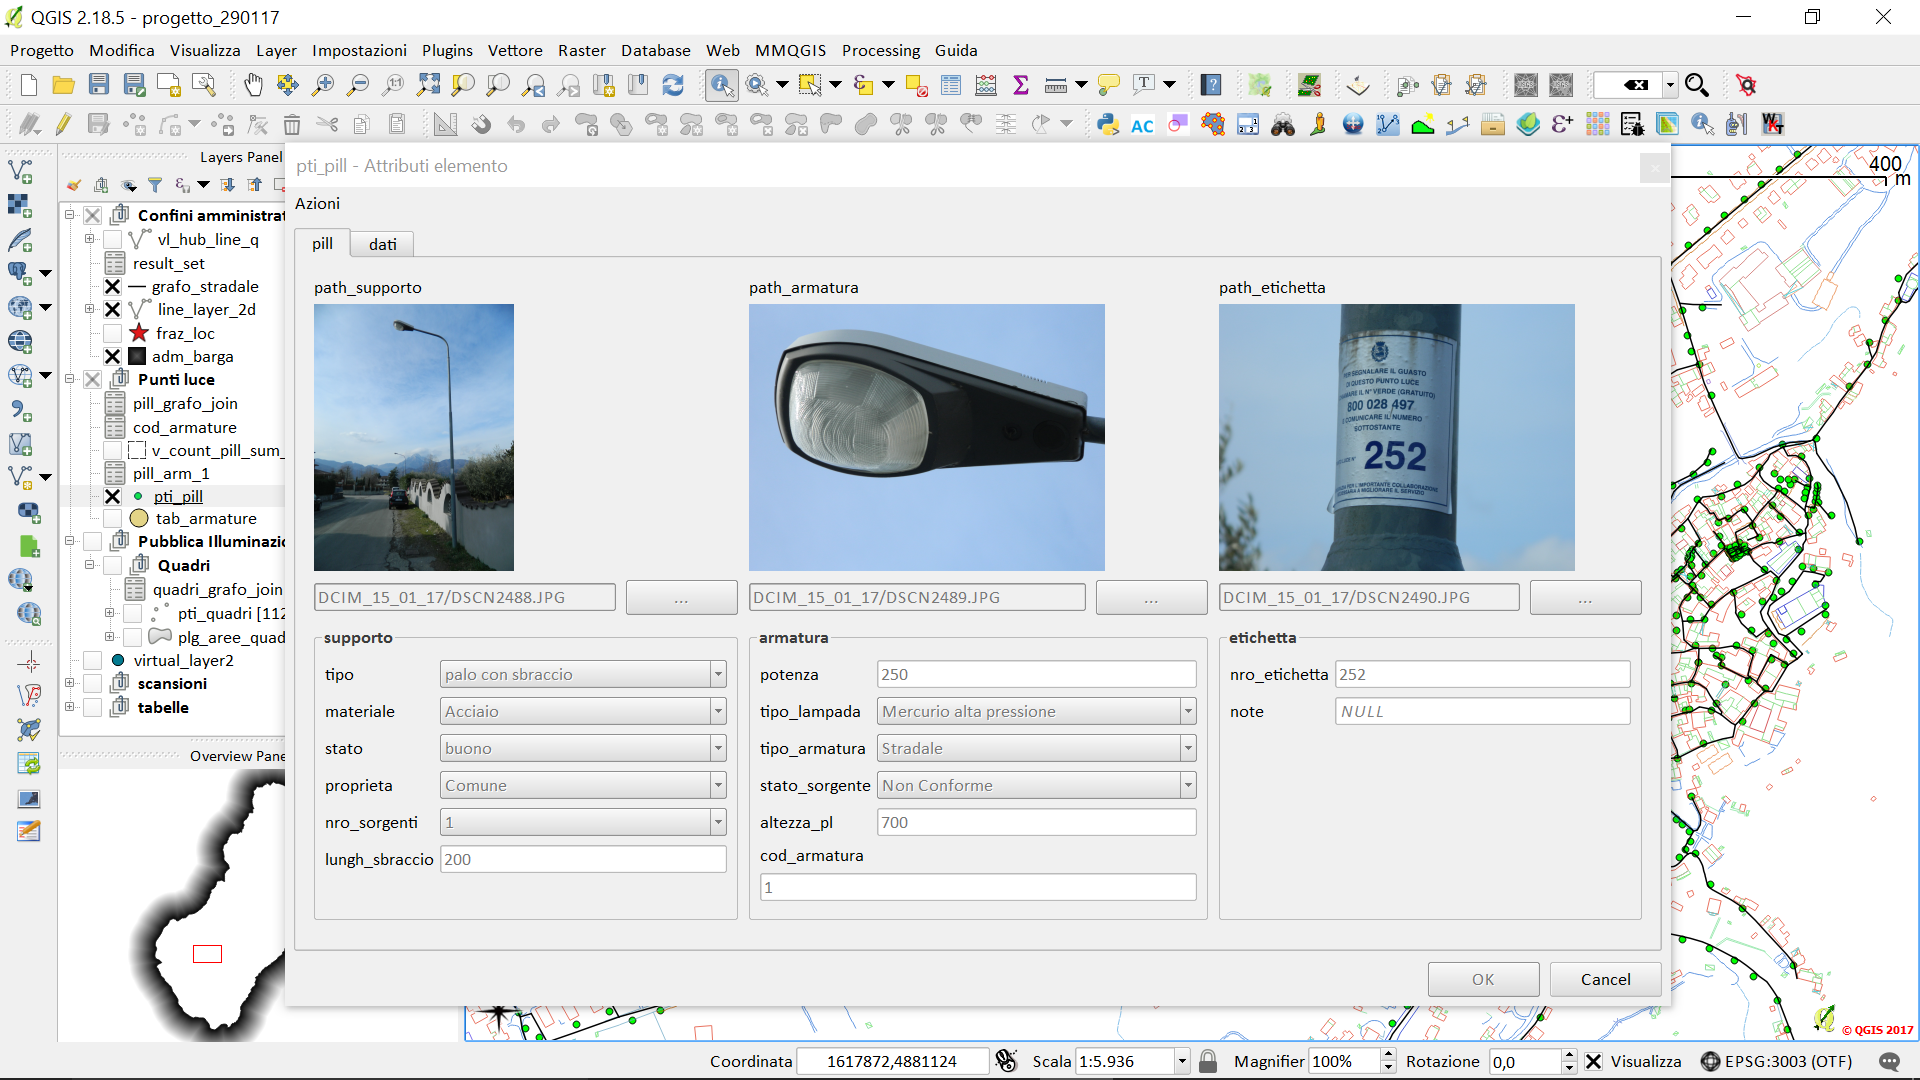 QGIS 2.18.5 - progetto_290117
Progetto Modifica Visualizza Layer Impostazioni Plugins Vettore Raster Database Web MMQGIS Processing Guida
AC
Layers Panel
400
m
Confini amministrat
vl_hub_line_q
result_set
grafo_stradale
line_layer_2d
fraz_loc
adm_barga
Punti luce
pill_grafo_join
cod_armature
v_count_pill_sum_
pill_arm_1
pti_pill
tab_armature
Pubblica Illuminazio
Quadri
quadri_grafo_join
pti_quadri [112
plg_aree_quad
virtual_layer2
scansioni
tabelle
Overview Pane
pti_pill - Attributi elemento
Azioni
pill dati
path_supporto path_armatura path_etichetta
PER SEGNALARE IL GUASTO
DI QUESTO PUNTO LUCE
IL N° VERDE (GRATUITO)
800 028 497
COMUNICARE IL NUMERO
SOTTOSTANTE
252
PER L'IMPORTANTE COLLABORAZIONE
A MIGLIORARE IL SERVIZIO
DCIM_15_01_17/DSCN2488.JPG ... DCIM_15_01_17/DSCN2489.JPG ... DCIM_15_01_17/DSCN2490.JPG ...
supporto
tipo palo con sbraccio
materiale Acciaio
stato buono
proprieta Comune
nro_sorgenti 1
lungh_sbraccio 200
armatura
potenza 250
tipo_lampada Mercurio alta pressione
tipo_armatura Stradale
stato_sorgente Non Conforme
altezza_pl 700
cod_armatura
1
etichetta
nro_etichetta 252
note NULL
OK Cancel
© QGIS 2017
Coordinata 1617872,4881124 Scala 1:5.936 Magnifier 100% Rotazione 0,0 Visualizza EPSG:3003 (OTF)